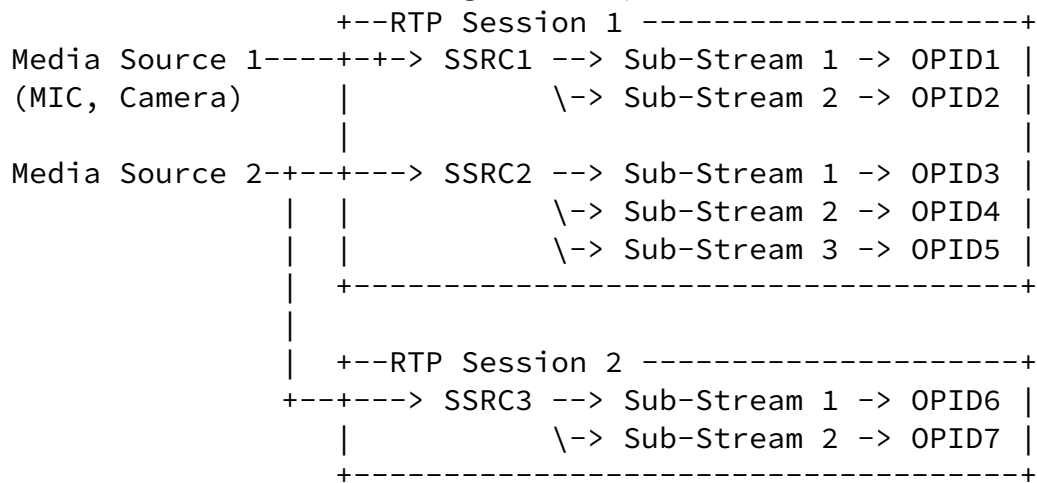 +--RTP Session 1 ---------------------+
Media Source 1----+-+-> SSRC1 --> Sub-Stream 1 -> OPID1 |
(MIC, Camera) | \-> Sub-Stream 2 -> OPID2 |
| |
Media Source 2-+--+---> SSRC2 --> Sub-Stream 1 -> OPID3 |
| | \-> Sub-Stream 2 -> OPID4 |
| | \-> Sub-Stream 3 -> OPID5 |
| +-------------------------------------+
|
| +--RTP Session 2 ---------------------+
+--+---> SSRC3 --> Sub-Stream 1 -> OPID6 |
| \-> Sub-Stream 2 -> OPID7 |
+-------------------------------------+